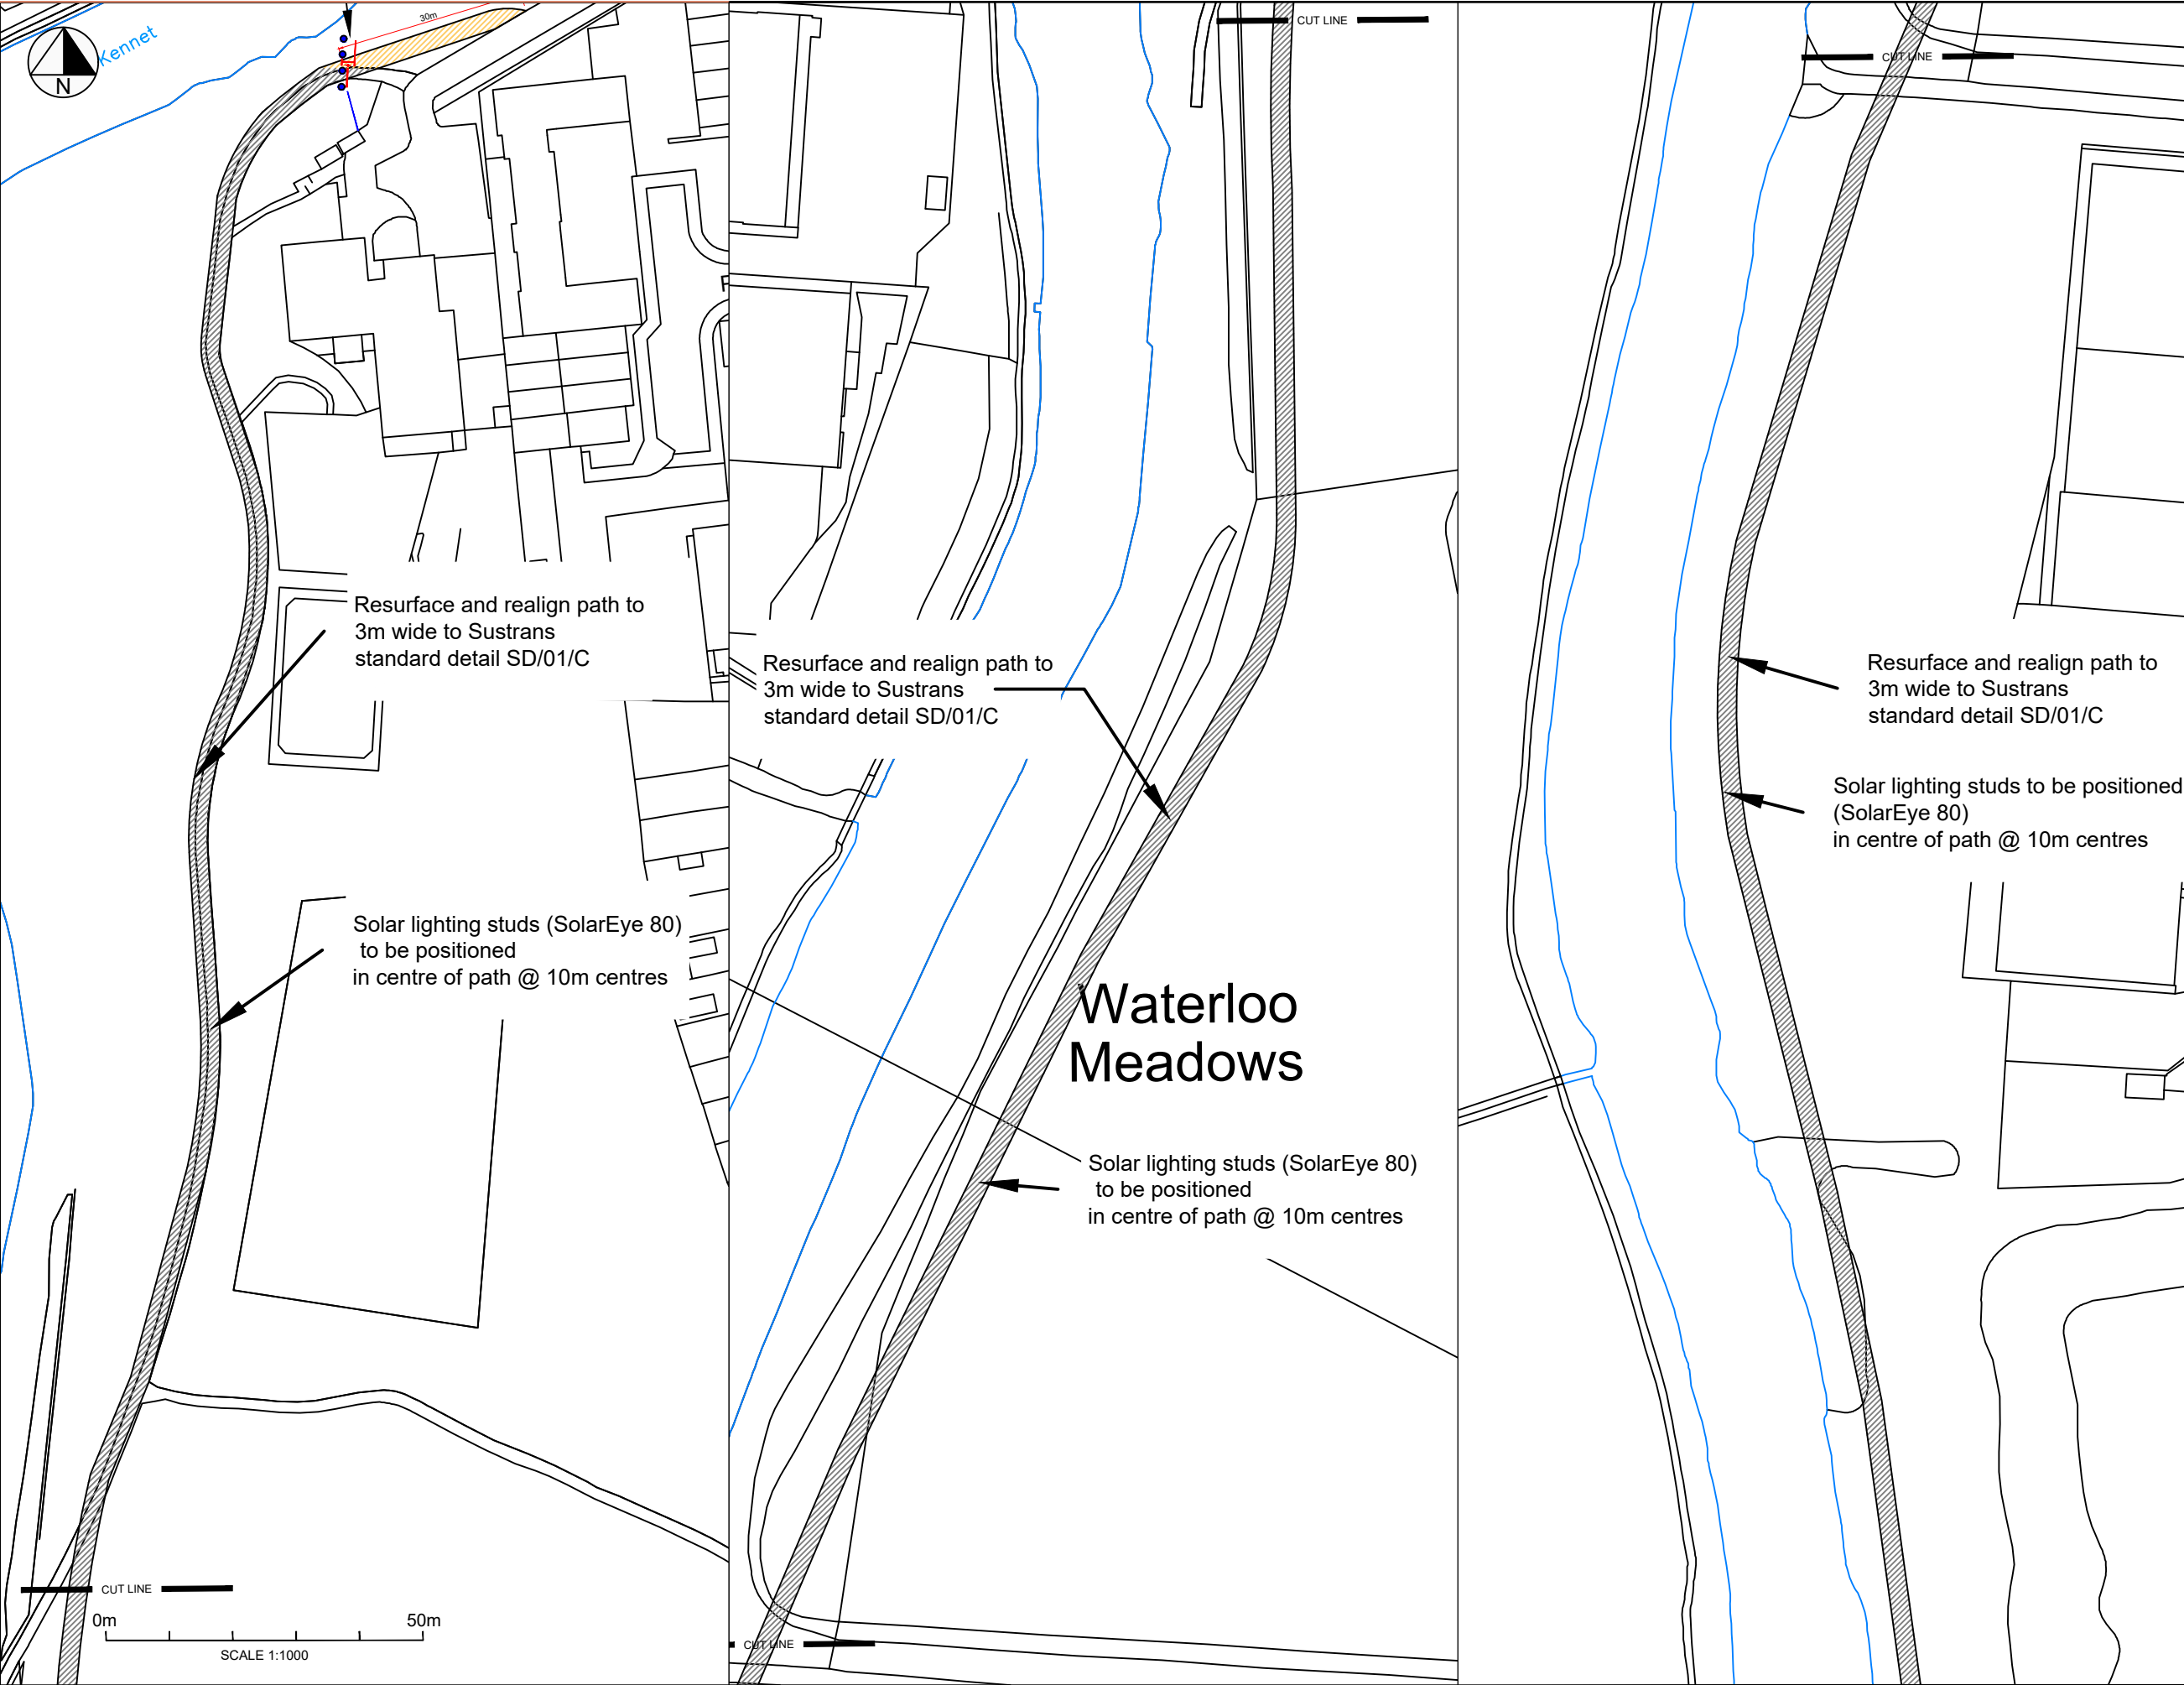 Kennet
N
30m
Resurface and realign path to
3m wide to Sustrans
standard detail SD/01/C
Solar lighting studs (SolarEye 80)
to be positioned
in centre of path @ 10m centres
CUT LINE
0m
50m
SCALE 1:1000
CUT LINE
Resurface and realign path to
3m wide to Sustrans
standard detail SD/01/C
Waterloo
Meadows
Solar lighting studs (SolarEye 80)
to be positioned
in centre of path @ 10m centres
CUT LINE
CUT LINE
Resurface and realign path to
3m wide to Sustrans
standard detail SD/01/C
Solar lighting studs to be positioned
(SolarEye 80)
in centre of path @ 10m centres